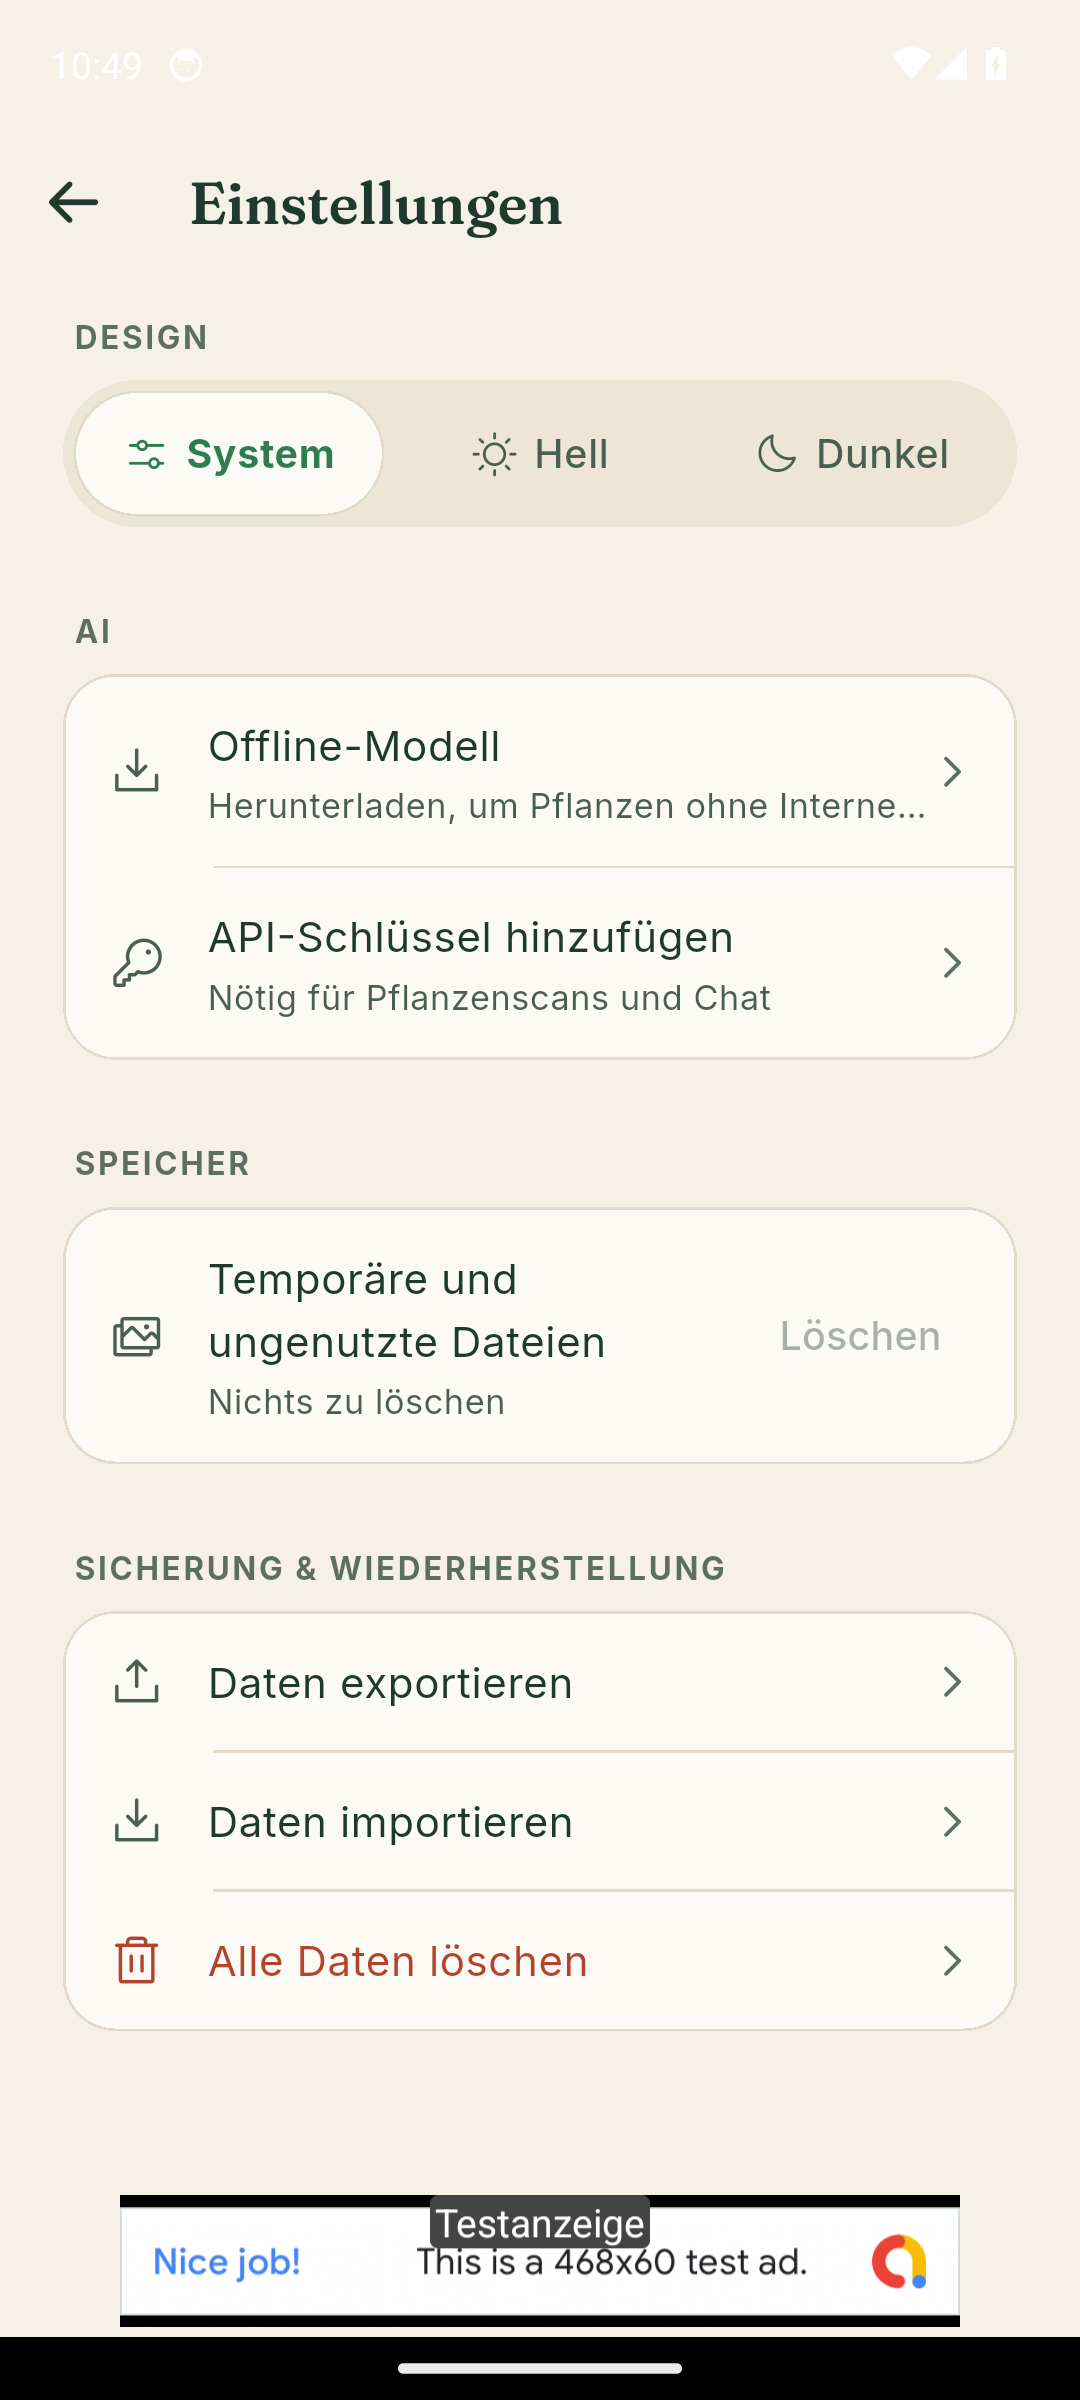 10:49
Einstellungen
DESIGN
System
Hell
Dunkel
AI
Offline-Modell
Herunterladen, um Pflanzen ohne Interne...
API-Schlüssel hinzufügen
Nötig für Pflanzenscans und Chat
SPEICHER
Temporäre und
ungenutzte Dateien
Löschen
Nichts zu löschen
SICHERUNG & WIEDERHERSTELLUNG
Daten exportieren
Daten importieren
Alle Daten löschen
Testanzeige
Nice job!
This is a 468x60 test ad.